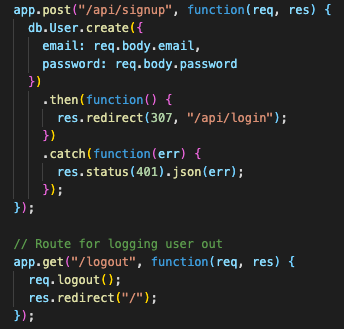 app.post("/api/signup", function(req, res) {
  db.User.create({
    email: req.body.email,
    password: req.body.password
  })
    .then(function() {
      res.redirect(307, "/api/login");
    })
    .catch(function(err) {
      res.status(401).json(err);
    });
});

// Route for logging user out
app.get("/logout", function(req, res) {
  req.logout();
  res.redirect("/");
});